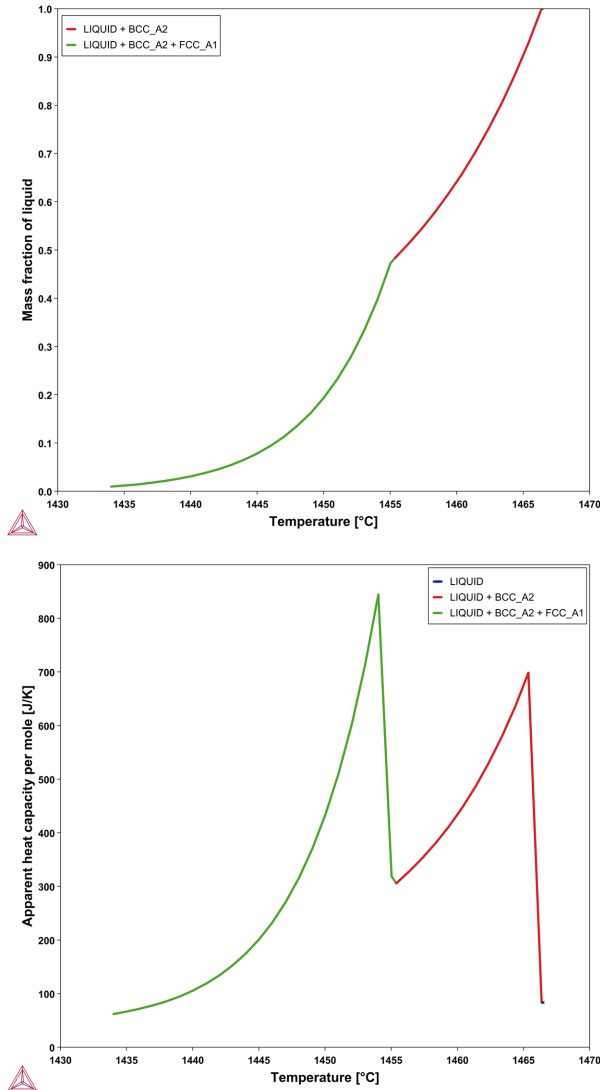 1.0
LIQUID + BCC_A2
LIQUID + BCC_A2 + FCC_A1
0.9
0.8
0.7
0.6
0.5
0.4
0.3
0.2
0.1
0.0
Mass fraction of liquid
1430 1435 1440 1445 1450 1455 1460 1465 1470
Temperature [°C]
900
LIQUID
LIQUID + BCC_A2
LIQUID + BCC_A2 + FCC_A1
800
700
600
500
400
300
200
100
0
Apparent heat capacity per mole [J/K]
1430 1435 1440 1445 1450 1455 1460 1465 1470
Temperature [°C]